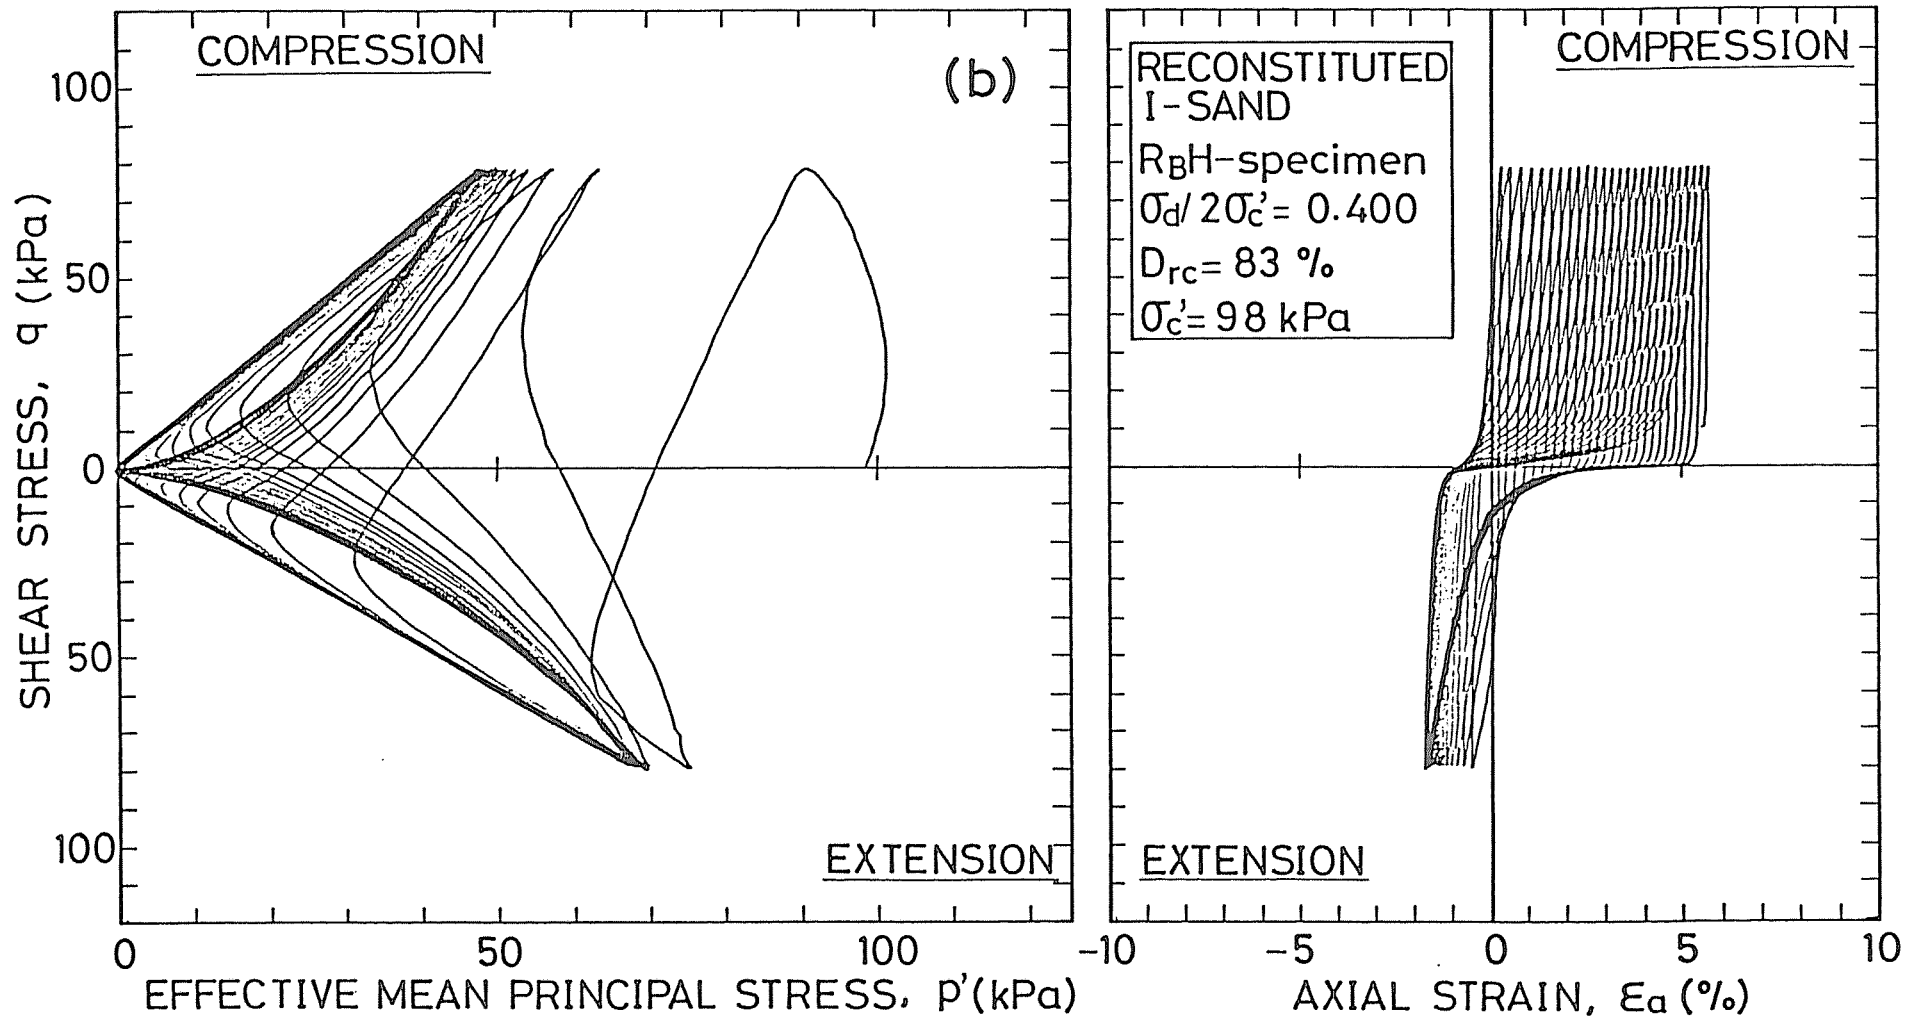 COMPRESSION
(b)
100
50
0
50
100
SHEAR STRESS, q (kPa)
EXTENSION
0
50
100
EFFECTIVE MEAN PRINCIPAL STRESS, p'(kPa)
COMPRESSION
RECONSTITUTED
I-SAND
RBH-specimen
σd/2σc'= 0.400
Drc= 83 %
σc'= 98 kPa
EXTENSION
-10
-5
0
5
10
AXIAL STRAIN, εa (%)